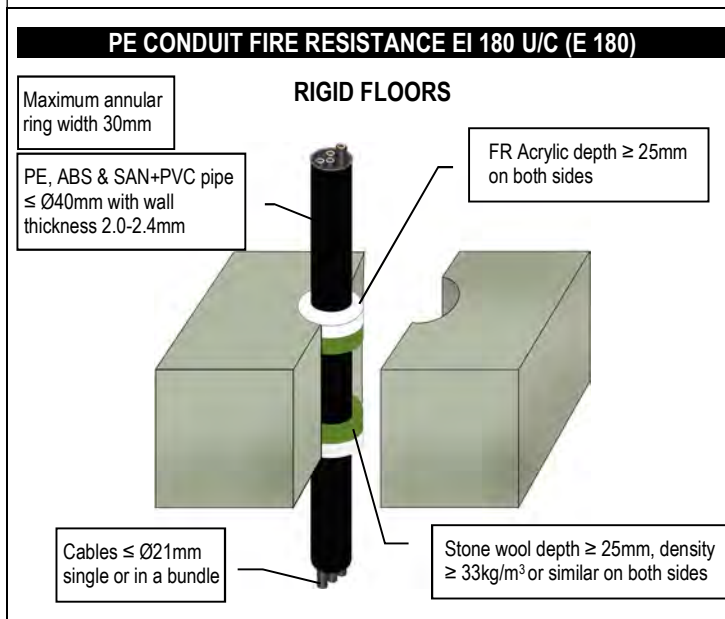 PE CONDUIT FIRE RESISTANCE EI 180 U/C (E 180)
RIGID FLOORS
Maximum annular
ring width 30mm
PE, ABS & SAN+PVC pipe
≤ Ø40mm with wall
thickness 2.0-2.4mm
FR Acrylic depth ≥ 25mm
on both sides
Cables ≤ Ø21mm
single or in a bundle
Stone wool depth ≥ 25mm, density
≥ 33kg/m³ or similar on both sides